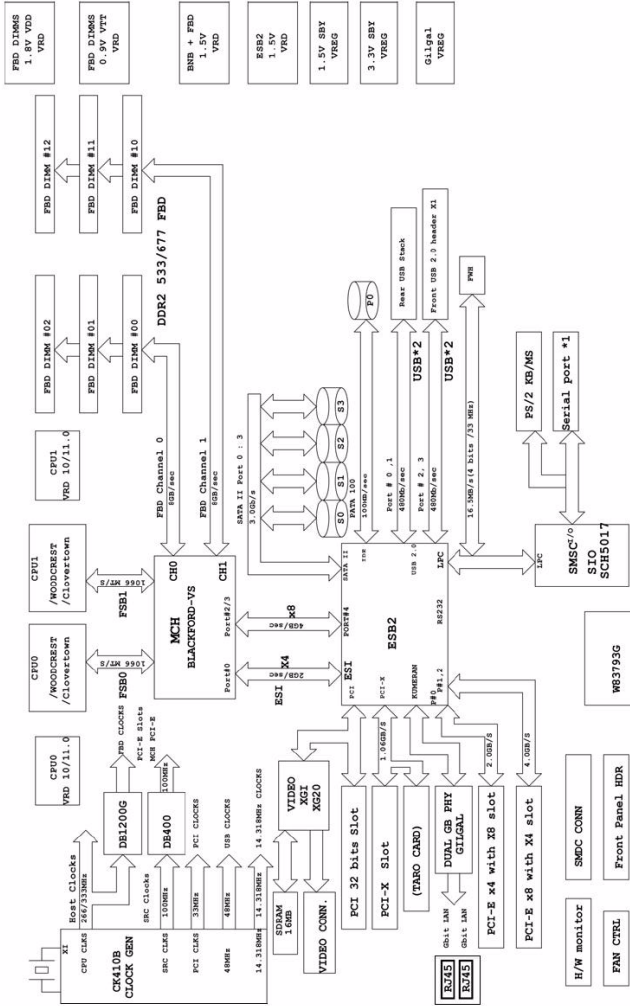 FBD DIMMS
1.8V VDD
VRD
FBD DIMMS
0.9V VTT
VRD
BNB + FBD
1.5V
VRD
ESB2
1.5V
VRD
1.5V SBY
VREG
3.3V SBY
VREG
Gilgal
VREG
FBD DIMM #12
FBD DIMM #11
FBD DIMM #10
DDR2 533/677 FBD
FBD DIMM #02
FBD DIMM #01
FBD DIMM #00
CPU1
VRD 10/11.0
FBD Channel 0
8GB/sec
FBD Channel 1
8GB/sec
CPU1
/WOODCREST
/Clovertown
FSB1
1066 MT/S
CPU0
/WOODCREST
/clovertown
FSB0
1066 MT/S
CPU0
VRD 10/11.0
CH0
CH1
MCH
BLACKFORD-VS
Port#2/3
Port#0
x8
4GB/sec
ESI
X4
2GB/sec
XI
CK410B
CLOCK GEN
CPU CLKS
SRC CLKS
PCI CLKS
48MHz
14.318MHz
Host Clocks
266/333MHz
SRC Clocks
100MHz
33MHz
48MHz
14.318MHz
DB1200G
DB400
FBD CLOCKS
PCI-E Slots
MCH PCI-E
100MHz
PCI CLOCKS
USB CLOCKS
14.318MHz CLOCKS
SATA II Port 0 : 3
3.0Gb/s
S0
S1
S2
S3
PATA 100
100MB/sec
P0
Port # 0 ,1
480Mb/sec
USB*2
Rear USB Stack
Port # 2, 3
480Mb/sec
USB*2
Front USB 2.0 header X1
16.5MB/s(4 bits /33 MHz)
FWH
ESB2
SATA II
IDE
USB 2.0
LPC
PORT#4
ESI
RS232
PCI
PCI-X
KUMERAN
P#0
P#1,2
LPC
SMSC I/O
SIO
SCH5017
PS/2 KB/MS
Serial port *1
VIDEO
XGI
XG20
SDRAM
16MB
VIDEO CONN.
PCI 32 bits Slot
PCI-X Slot
1.06GB/S
(TARO CARD)
DUAL GB PHY
GILGAL
Gbit LAN
Gbit LAN
RJ45
RJ45
PCI-E x4 with X8 slot
2.0GB/S
PCI-E x8 with X4 slot
4.0GB/S
W83793G
SMDC CONN
Front Panel HDR
H/W monitor
FAN CTRL